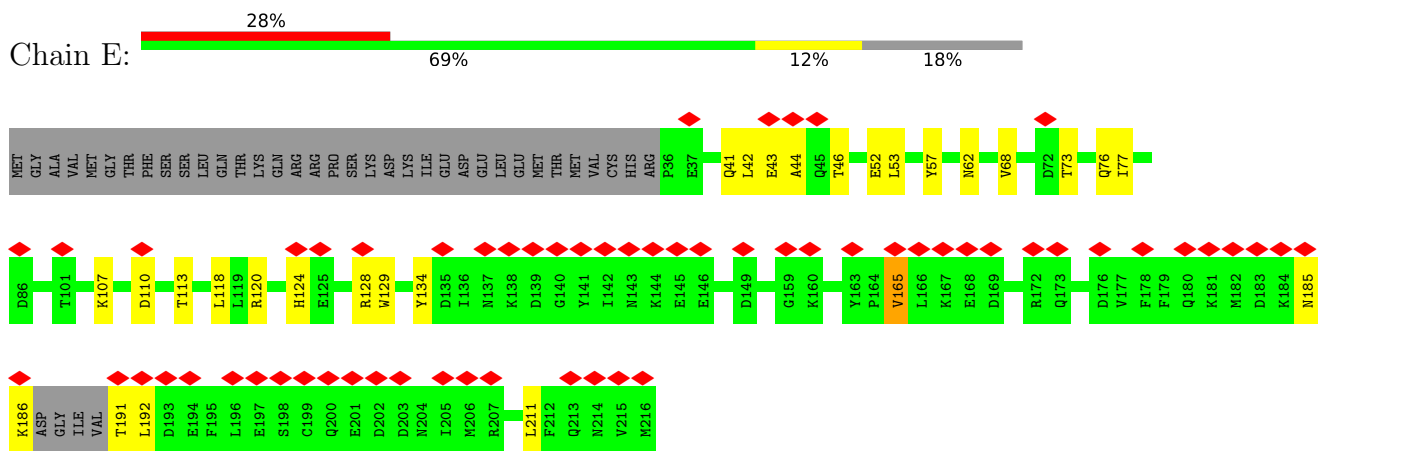 28%
Chain E:
69% 12% 18%
MET GLY ALA VAL MET GLY THR PHE SER SER LEU GLN THR LYS GLN ARG ARG PRO SER LYS ASP LYS ILE GLU ASP GLU LEU GLU MET THR MET VAL CYS HIS ARG P36 E37 Q41 L42 E43 A44 Q45 T46 E52 L53 Y57 N62 V68 D72 T73 Q76 I77
D86 T101 K107 D110 T113 L118 L119 R120 H124 E125 R128 W129 Y134 D135 I136 N137 K138 D139 G140 Y141 I142 N143 K144 E145 E146 D149 G159 K160 Y163 P164 V165 L166 K167 E168 D169 R172 Q173 D176 V177 F178 F179 Q180 K181 M182 D183 K184 N185
K186 ASP GLY ILE VAL T191 L192 D193 E194 F195 L196 E197 S198 C199 Q200 E201 D202 D203 N204 I205 M206 R207 L211 F212 Q213 N214 V215 M216